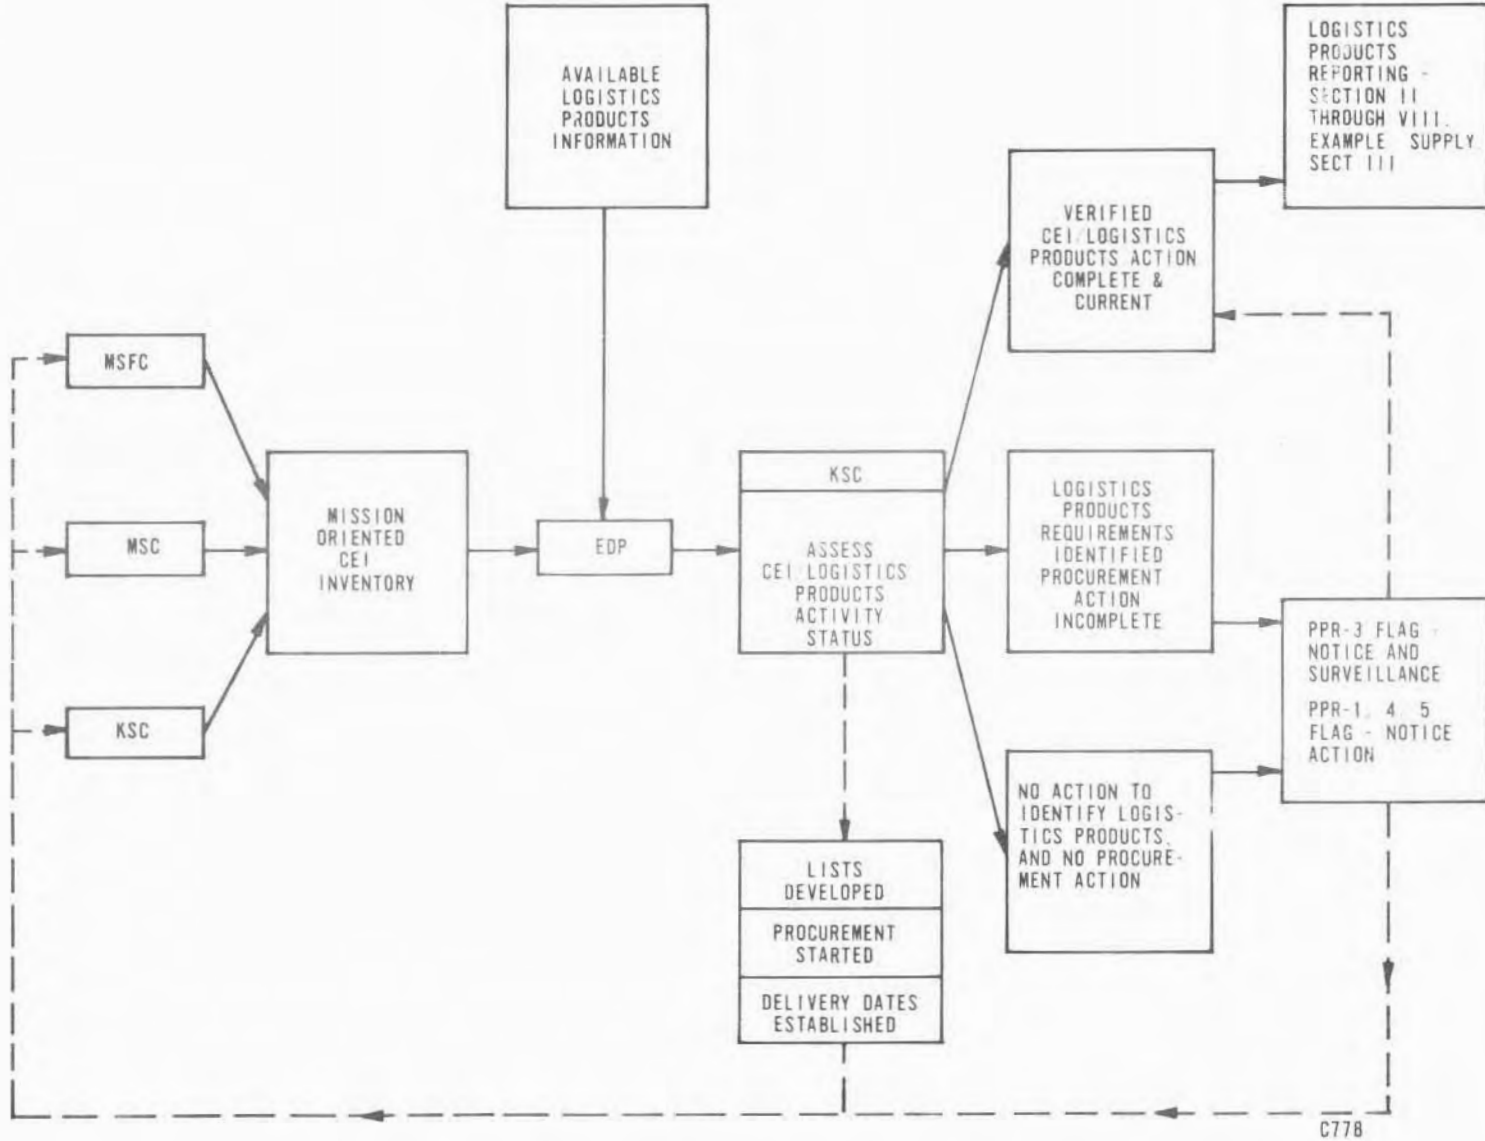 AVAILABLE
LOGISTICS
PRODUCTS
INFORMATION
LOGISTICS
PRODUCTS
REPORTING -
SECTION II
THROUGH VIII.
EXAMPLE SUPPLY
SECT III
VERIFIED
CEI/LOGISTICS
PRODUCTS ACTION
COMPLETE &
CURRENT
MSFC
MSC
KSC
MISSION
ORIENTED
CEI
INVENTORY
EDP
KSC
ASSESS
CEI/LOGISTICS
PRODUCTS
ACTIVITY
STATUS
LOGISTICS
PRODUCTS
REQUIREMENTS
IDENTIFIED
PROCUREMENT
ACTION
INCOMPLETE
PPR-3 FLAG -
NOTICE AND
SURVEILLANCE
PPR-1, 4, 5
FLAG - NOTICE
ACTION
NO ACTION TO
IDENTIFY LOGIS-
TICS PRODUCTS,
AND NO PROCURE-
MENT ACTION
LISTS
DEVELOPED
PROCUREMENT
STARTED
DELIVERY DATES
ESTABLISHED
C778